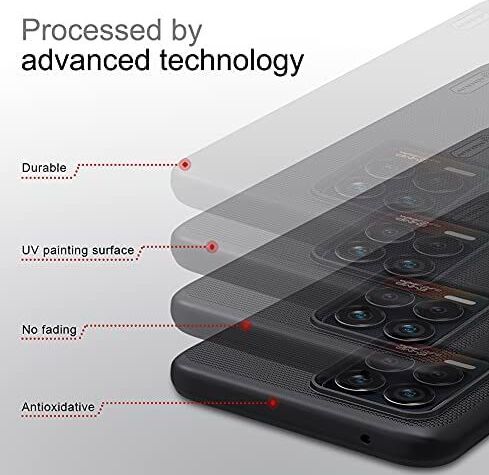 Processed by
advanced technology
Durable
UV painting surface
No fading
Antioxidative